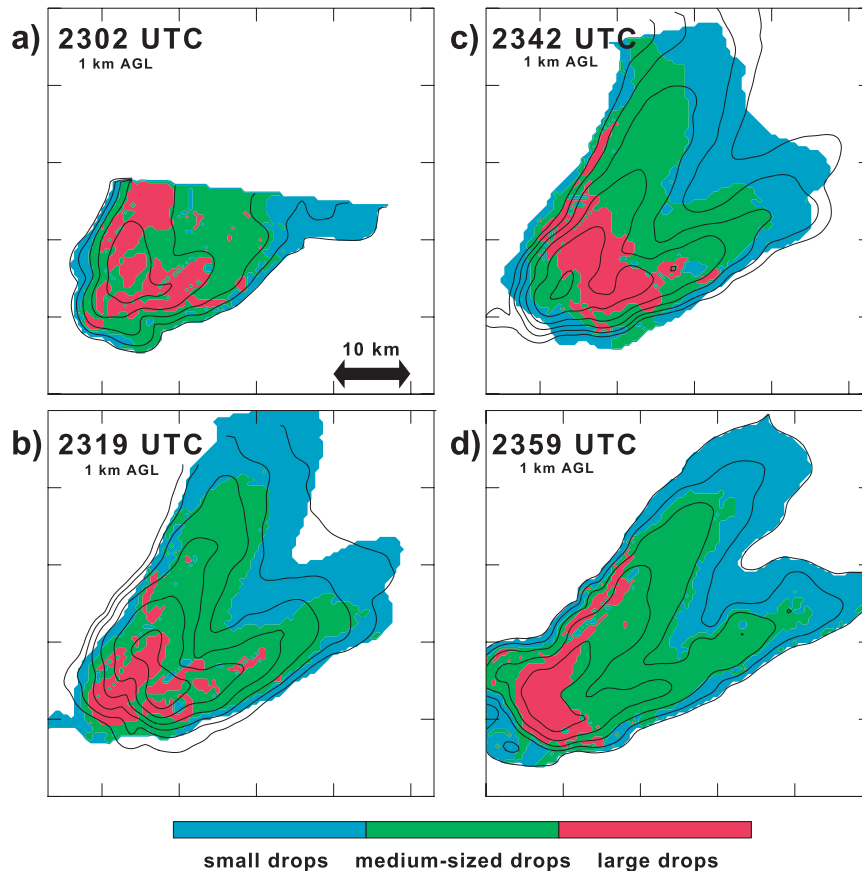 a) 2302 UTC
1 km AGL
10 km
b) 2319 UTC
1 km AGL
c) 2342 UTC
1 km AGL
d) 2359 UTC
1 km AGL
small drops medium-sized drops large drops